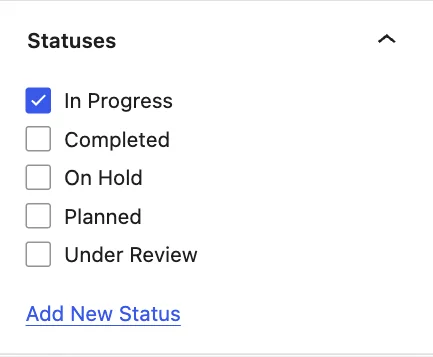 Statuses
In Progress
Completed
On Hold
Planned
Under Review
Add New Status